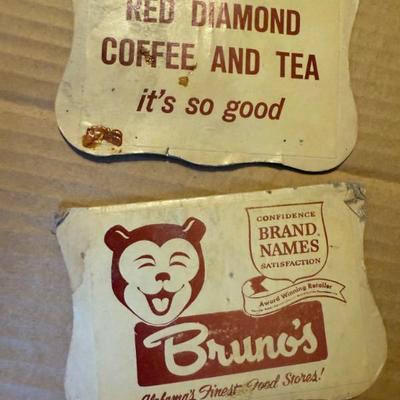 RED DIAMOND
COFFEE AND TEA
it's so good
CONFIDENCE
BRAND
NAMES
SATISFACTION
Award Winning Retailer
Bruno's
Alabama's Finest Food Stores!